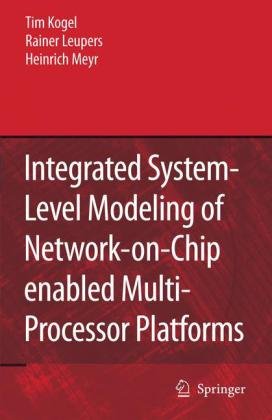 Tim Kogel
Rainer Leupers
Heinrich Meyr
Integrated System-
Level Modeling of
Network-on-Chip
enabled Multi-
Processor Platforms
Springer